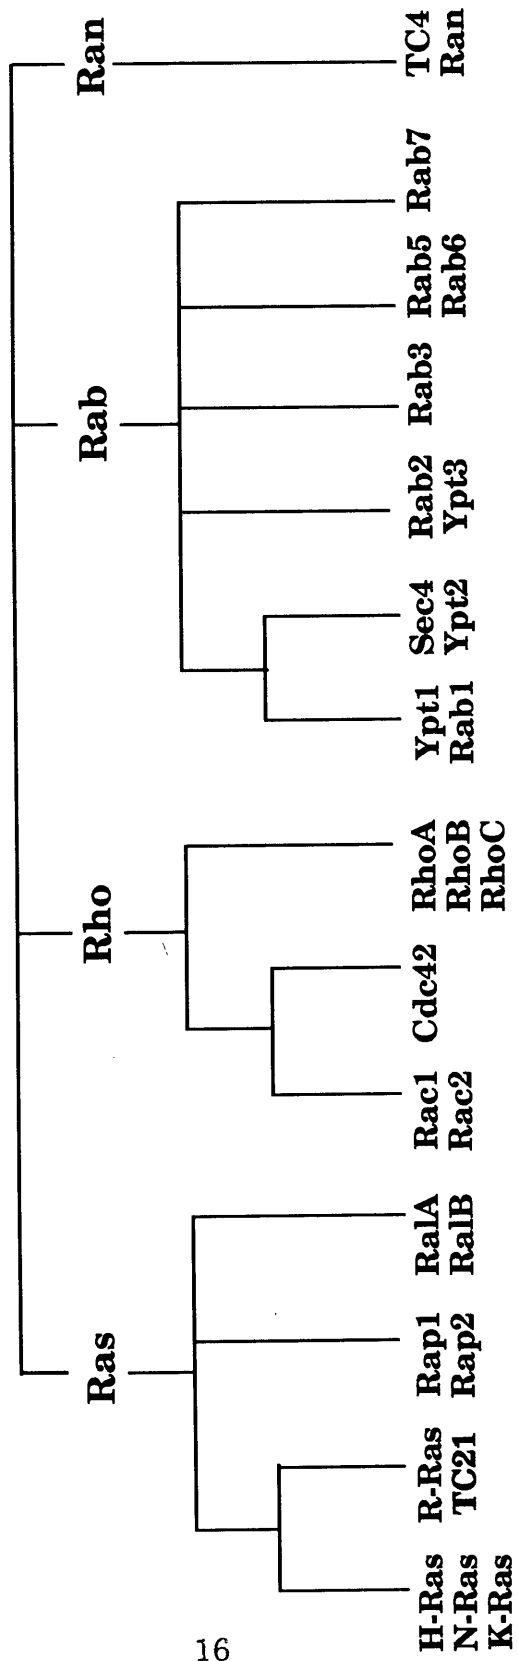 Ras
Rho
Rab
Ran
H-Ras
N-Ras
K-Ras
R-Ras
TC21
Rap1
Rap2
RalA
RalB
Rac1
Rac2
Cdc42
RhoA
RhoB
RhoC
Ypt1
Rab1
Sec4
Ypt2
Rab2
Ypt3
Rab3
Rab5
Rab6
Rab7
TC4
Ran
16